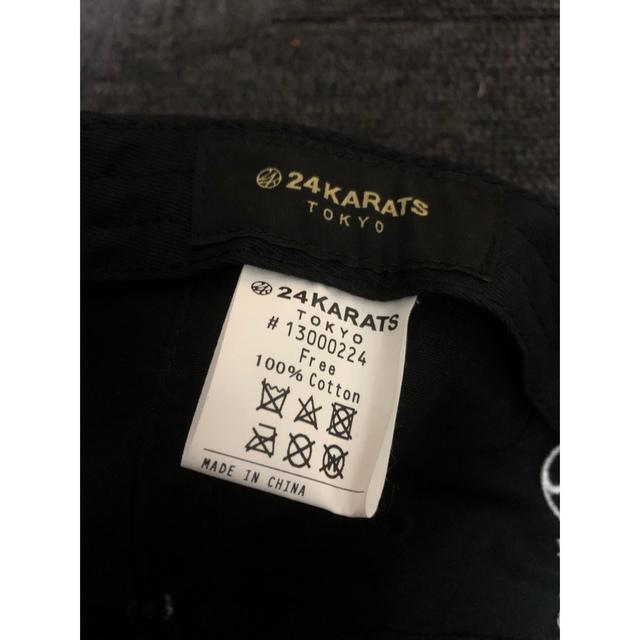 24KARATS
TOKYO
24KARATS
TOKYO
# 13000224
Free
100% Cotton
MADE IN CHINA